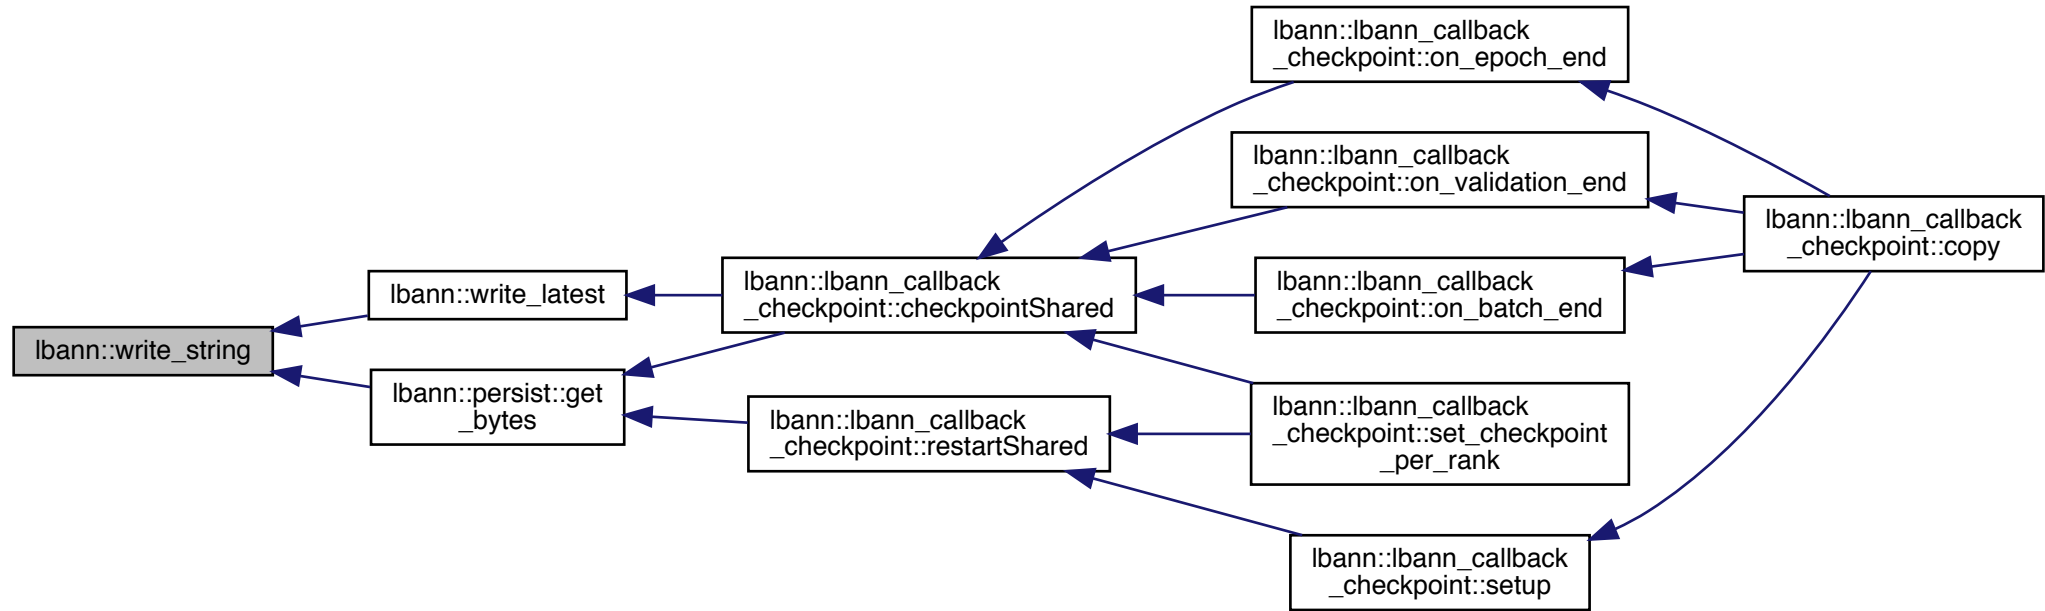 lbann::write_string
lbann::write_latest
lbann::persist::get
_bytes
lbann::lbann_callback
_checkpoint::checkpointShared
lbann::lbann_callback
_checkpoint::restartShared
lbann::lbann_callback
_checkpoint::on_epoch_end
lbann::lbann_callback
_checkpoint::on_validation_end
lbann::lbann_callback
_checkpoint::on_batch_end
lbann::lbann_callback
_checkpoint::set_checkpoint
_per_rank
lbann::lbann_callback
_checkpoint::setup
lbann::lbann_callback
_checkpoint::copy